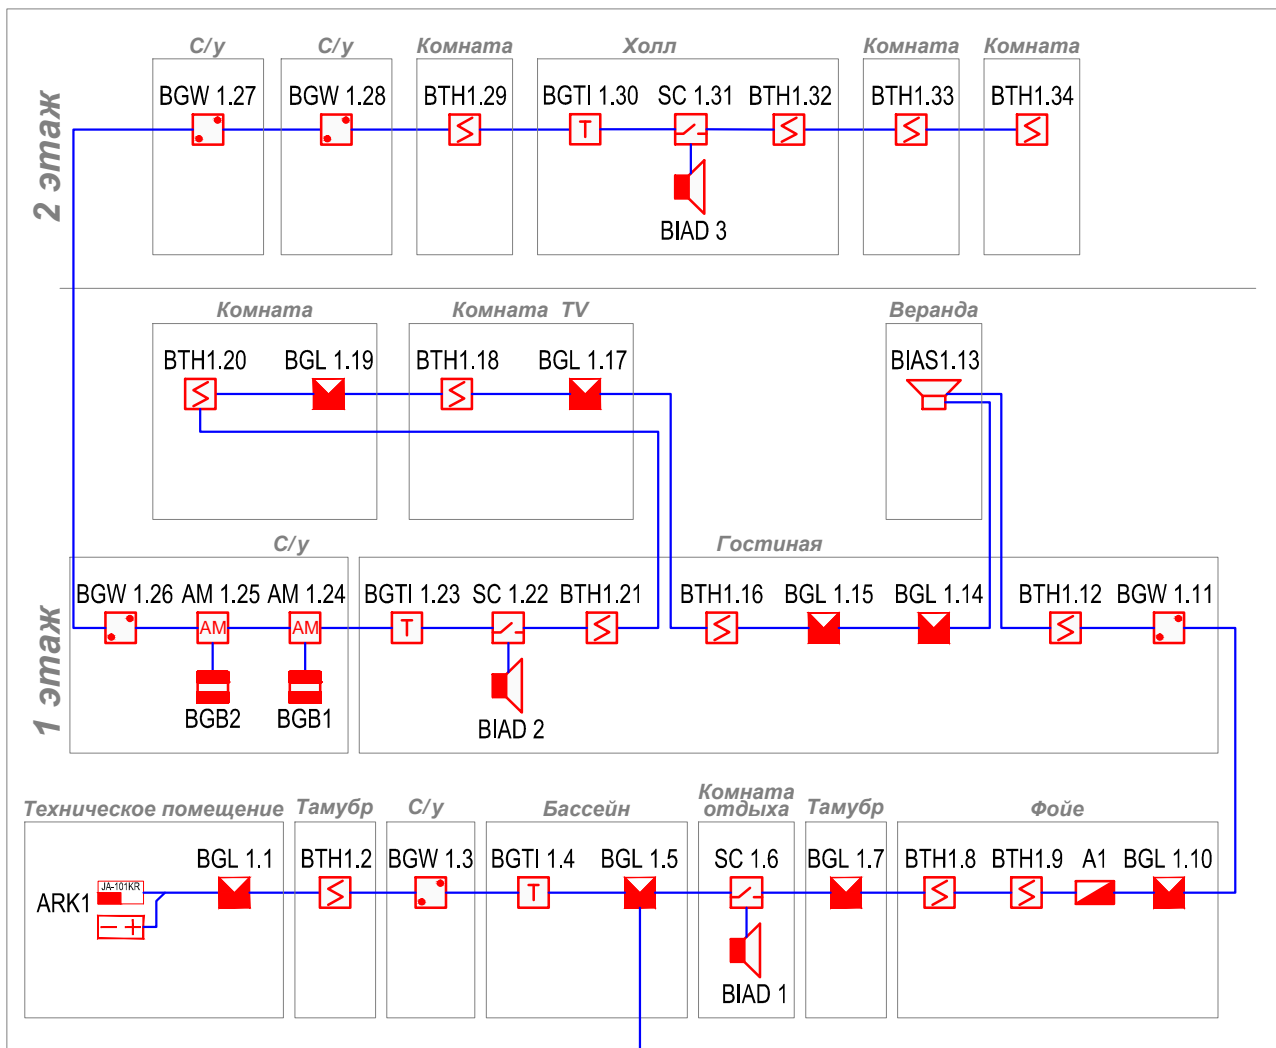 2 этаж
С/у С/у Комната Холл Комната Комната
BGW 1.27 BGW 1.28 BTH1.29 BGTI 1.30 SC 1.31 BTH1.32 BTH1.33 BTH1.34
T
BIAD 3
Комната Комната TV Веранда
BTH1.20 BGL 1.19 BTH1.18 BGL 1.17 BIAS1.13
1 этаж
С/у Гостиная
BGW 1.26 AM 1.25 AM 1.24 BGTI 1.23 SC 1.22 BTH1.21 BTH1.16 BGL 1.15 BGL 1.14 BTH1.12 BGW 1.11
AM AM T
BGB2 BGB1 BIAD 2
Техническое помещение Тамубр С/у Бассейн Комната отдыха Тамубр Фойе
BGL 1.1 BTH1.2 BGW 1.3 BGTI 1.4 BGL 1.5 SC 1.6 BGL 1.7 BTH1.8 BTH1.9 A1 BGL 1.10
ARK1 JA-101KR T
BIAD 1